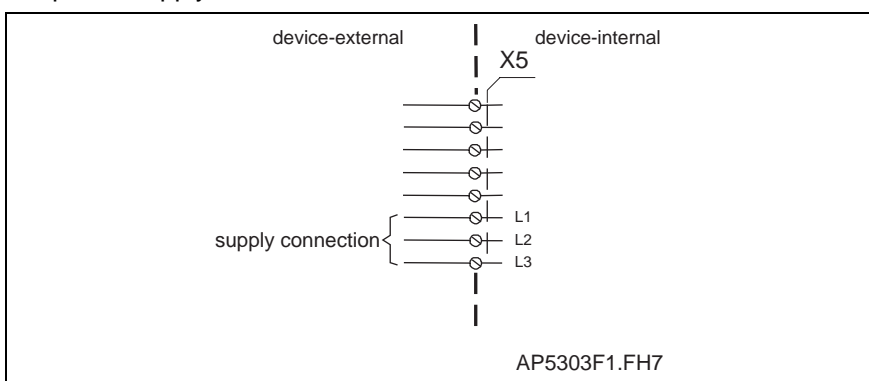 device-external device-internal
X5
L1
supply connection L2
L3
AP5303F1.FH7